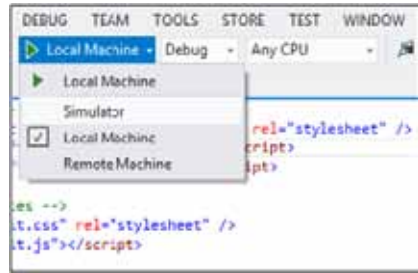 DEBUG TEAM TOOLS STORE TEST WINDOW
Local Machine Debug Any CPU
Local Machine
Simulator
rel="stylesheet" />
Local Machine
cript>
Remote Machine
ipt>
es -->
t.css" rel="stylesheet" />
t.js"></script>